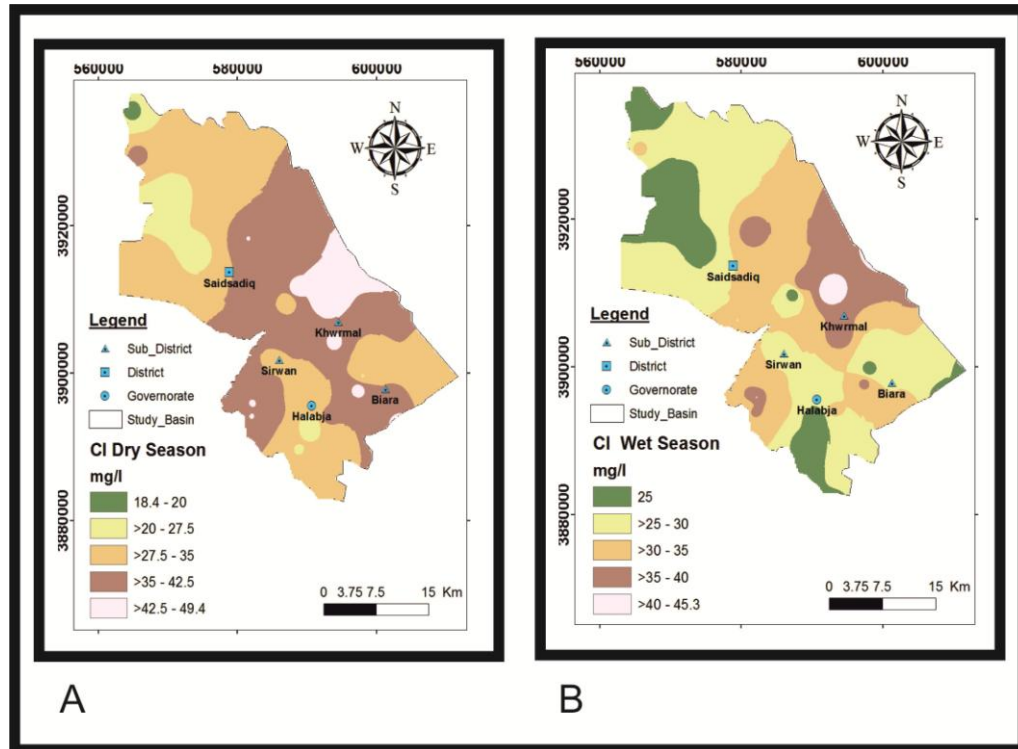 560000 580000 600000
N
W E
S
3920000
3900000
3880000
Saidsadiq
Khwrmal
Sirwan
Biara
Halabja
Legend
Sub_District
District
Governorate
Study_Basin
Cl Dry Season
mg/l
18.4 - 20
>20 - 27.5
>27.5 - 35
>35 - 42.5
>42.5 - 49.4
0 3.75 7.5 15 Km
A
560000 580000 600000
N
W E
S
3920000
3900000
3880000
Saidsadiq
Khwrmal
Sirwan
Biara
Halabja
Legend
Sub_District
District
Governorate
Study_Basin
Cl Wet Season
mg/l
25
>25 - 30
>30 - 35
>35 - 40
>40 - 45.3
0 3.75 7.5 15 Km
B